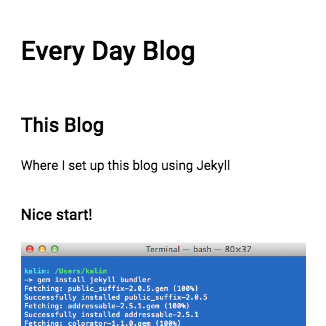 Every Day Blog
This Blog
Where I set up this blog using Jekyll
Nice start!
Terminal — bash — 80×37
kalim: /Users/kalim
-> gem install jekyll bundler
Fetching: public_suffix-2.0.5.gem (100%)
Successfully installed public_suffix-2.0.5
Fetching: addressable-2.5.1.gem (100%)
Successfully installed addressable-2.5.1
Fetching: colorator-1.1.0.gem (100%)